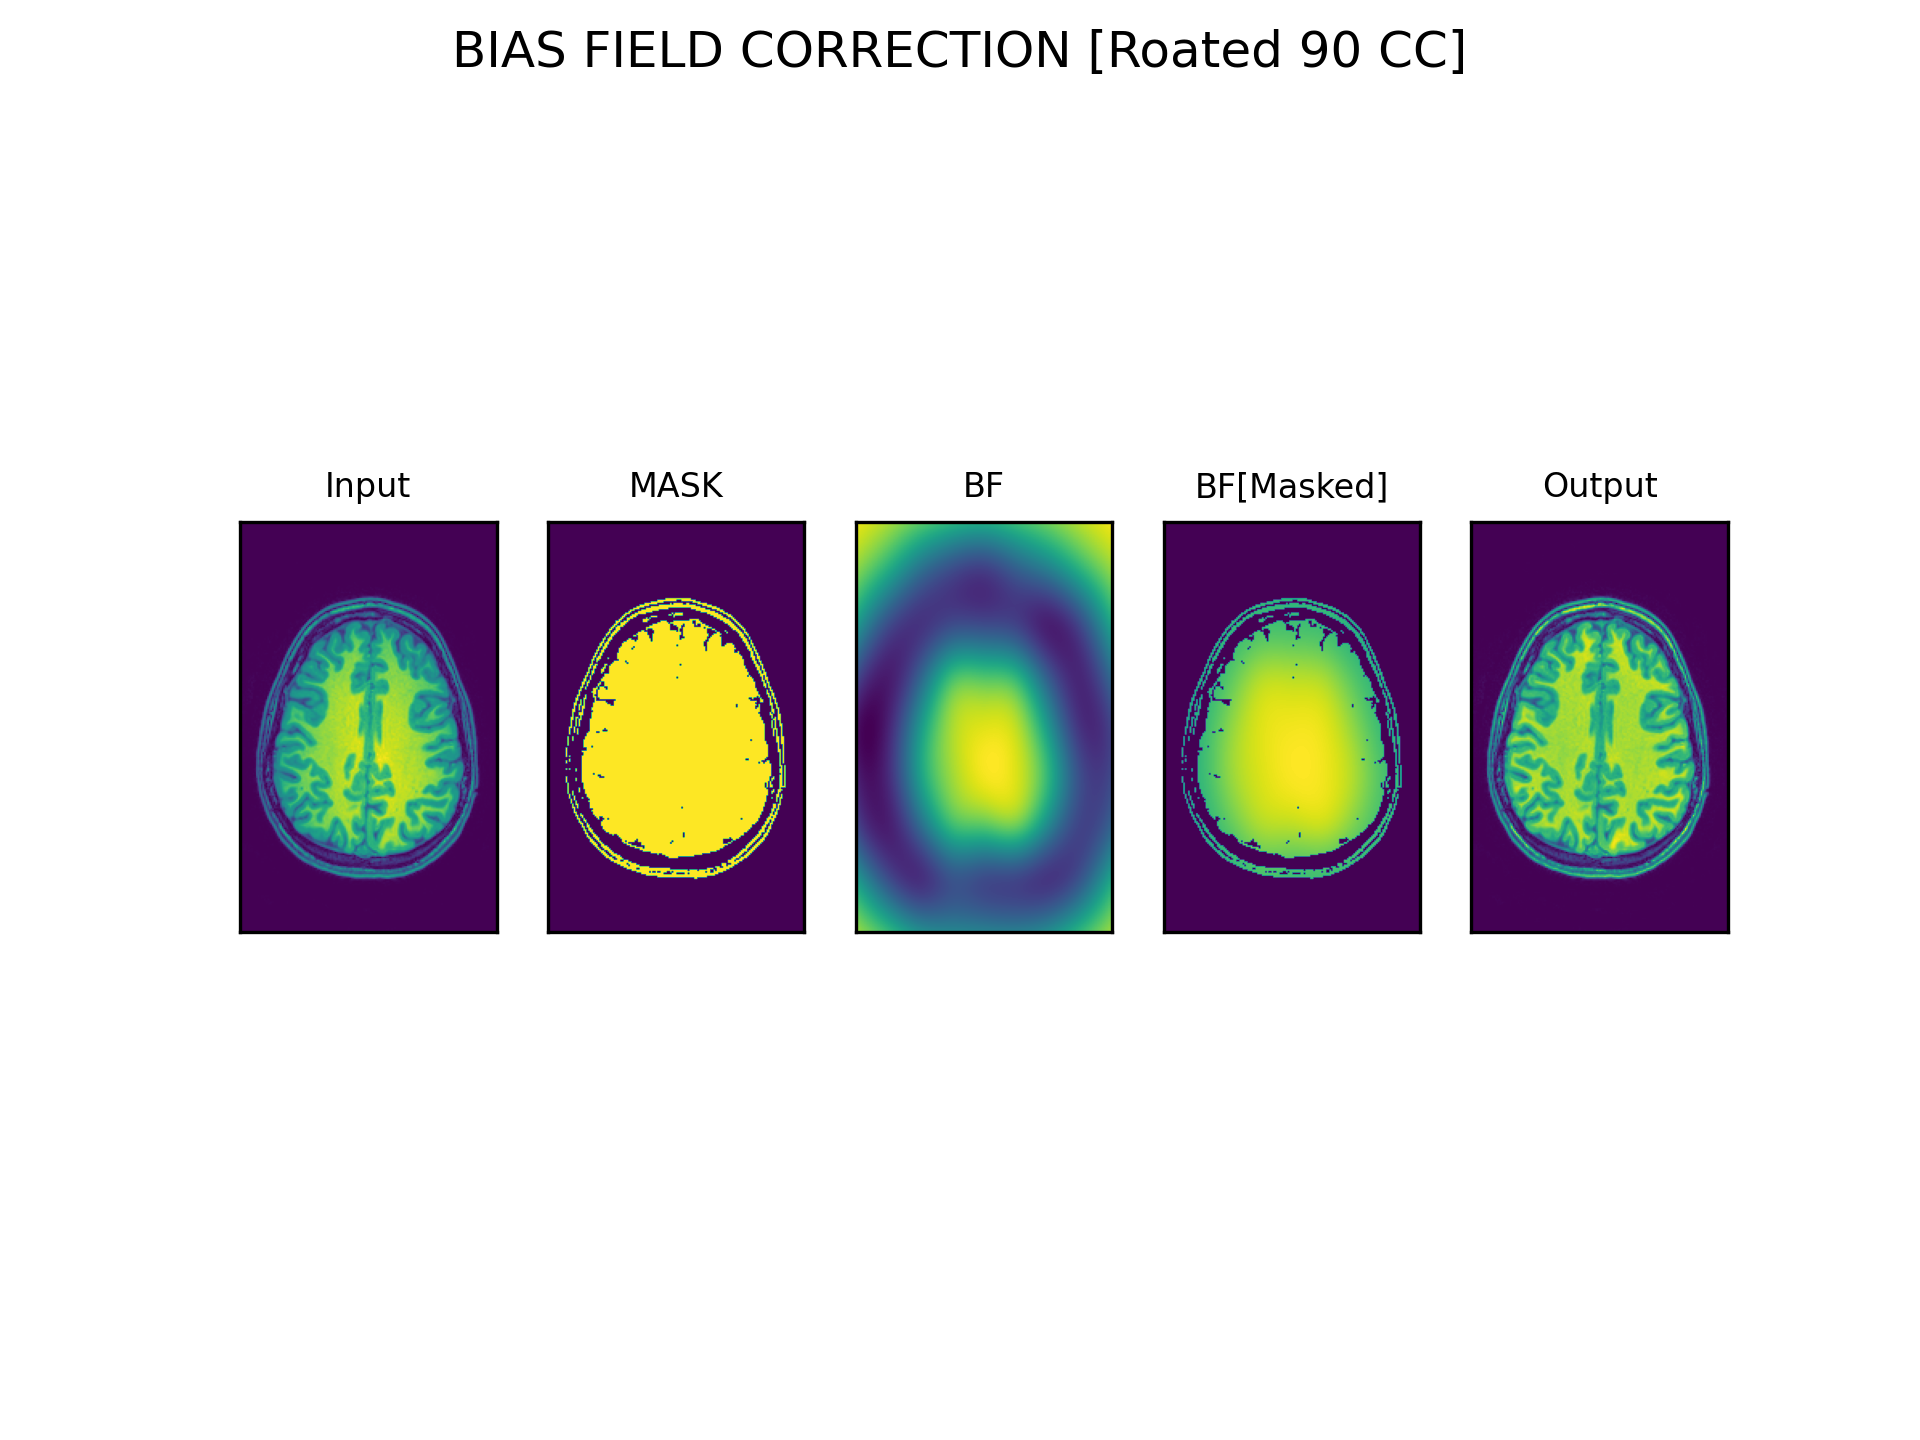 BIAS FIELD CORRECTION [Roated 90 CC]
Input
MASK
BF
BF[Masked]
Output